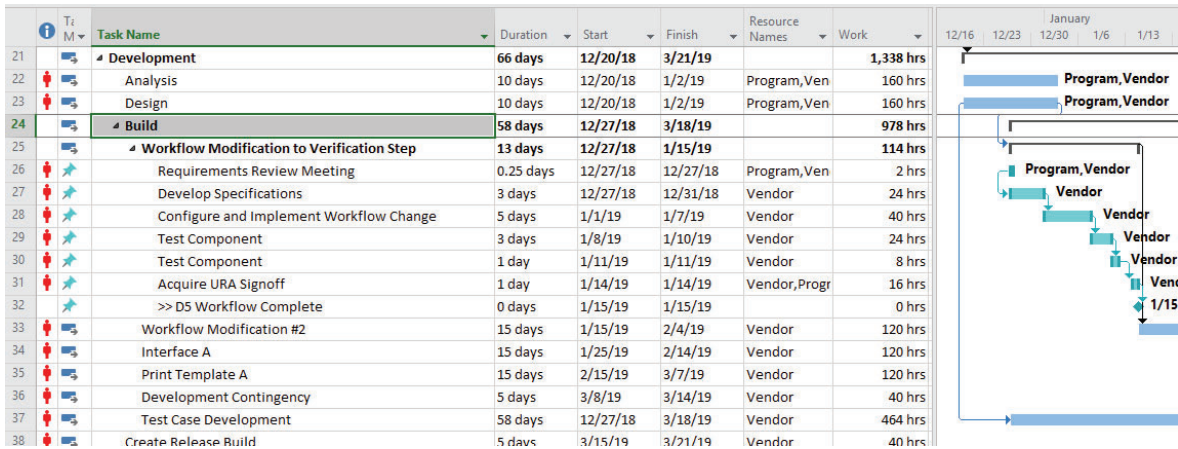 January
Ta Resource
M Task Name Duration Start Finish Names Work 12/16 12/23 12/30 1/6 1/13
21 Development 66 days 12/20/18 3/21/19 1,338 hrs
22 Analysis 10 days 12/20/18 1/2/19 Program,Ven 160 hrs Program,Vendor
23 Design 10 days 12/20/18 1/2/19 Program,Ven 160 hrs Program,Vendor
24 Build 58 days 12/27/18 3/18/19 978 hrs
25 Workflow Modification to Verification Step 13 days 12/27/18 1/15/19 114 hrs
26 Requirements Review Meeting 0.25 days 12/27/18 12/27/18 Program,Ven 2 hrs Program,Vendor
27 Develop Specifications 3 days 12/27/18 12/31/18 Vendor 24 hrs Vendor
28 Configure and Implement Workflow Change 5 days 1/1/19 1/7/19 Vendor 40 hrs Vendor
29 Test Component 3 days 1/8/19 1/10/19 Vendor 24 hrs Vendor
30 Test Component 1 day 1/11/19 1/11/19 Vendor 8 hrs Vendor
31 Acquire URA Signoff 1 day 1/14/19 1/14/19 Vendor,Progr 16 hrs Vend
32 >> D5 Workflow Complete 0 days 1/15/19 1/15/19 0 hrs 1/15
33 Workflow Modification #2 15 days 1/15/19 2/4/19 Vendor 120 hrs
34 Interface A 15 days 1/25/19 2/14/19 Vendor 120 hrs
35 Print Template A 15 days 2/15/19 3/7/19 Vendor 120 hrs
36 Development Contingency 5 days 3/8/19 3/14/19 Vendor 40 hrs
37 Test Case Development 58 days 12/27/18 3/18/19 Vendor 464 hrs
38 Create Release Build 5 days 3/15/19 3/21/19 Vendor 40 hrs